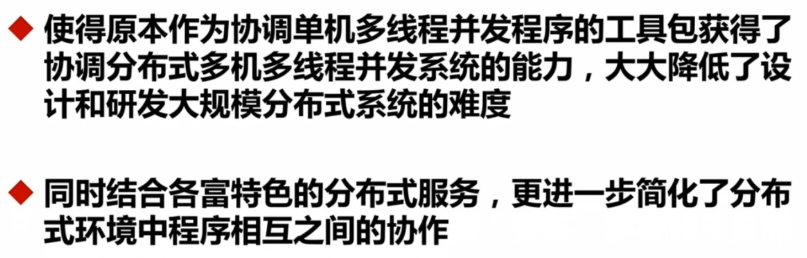 使得原本作为协调单机多线程并发程序的工具包获得了
协调分布式多机多线程并发系统的能力，大大降低了设
计和研发大规模分布式系统的难度
同时结合各富特色的分布式服务，更进一步简化了分布
式环境中程序相互之间的协作